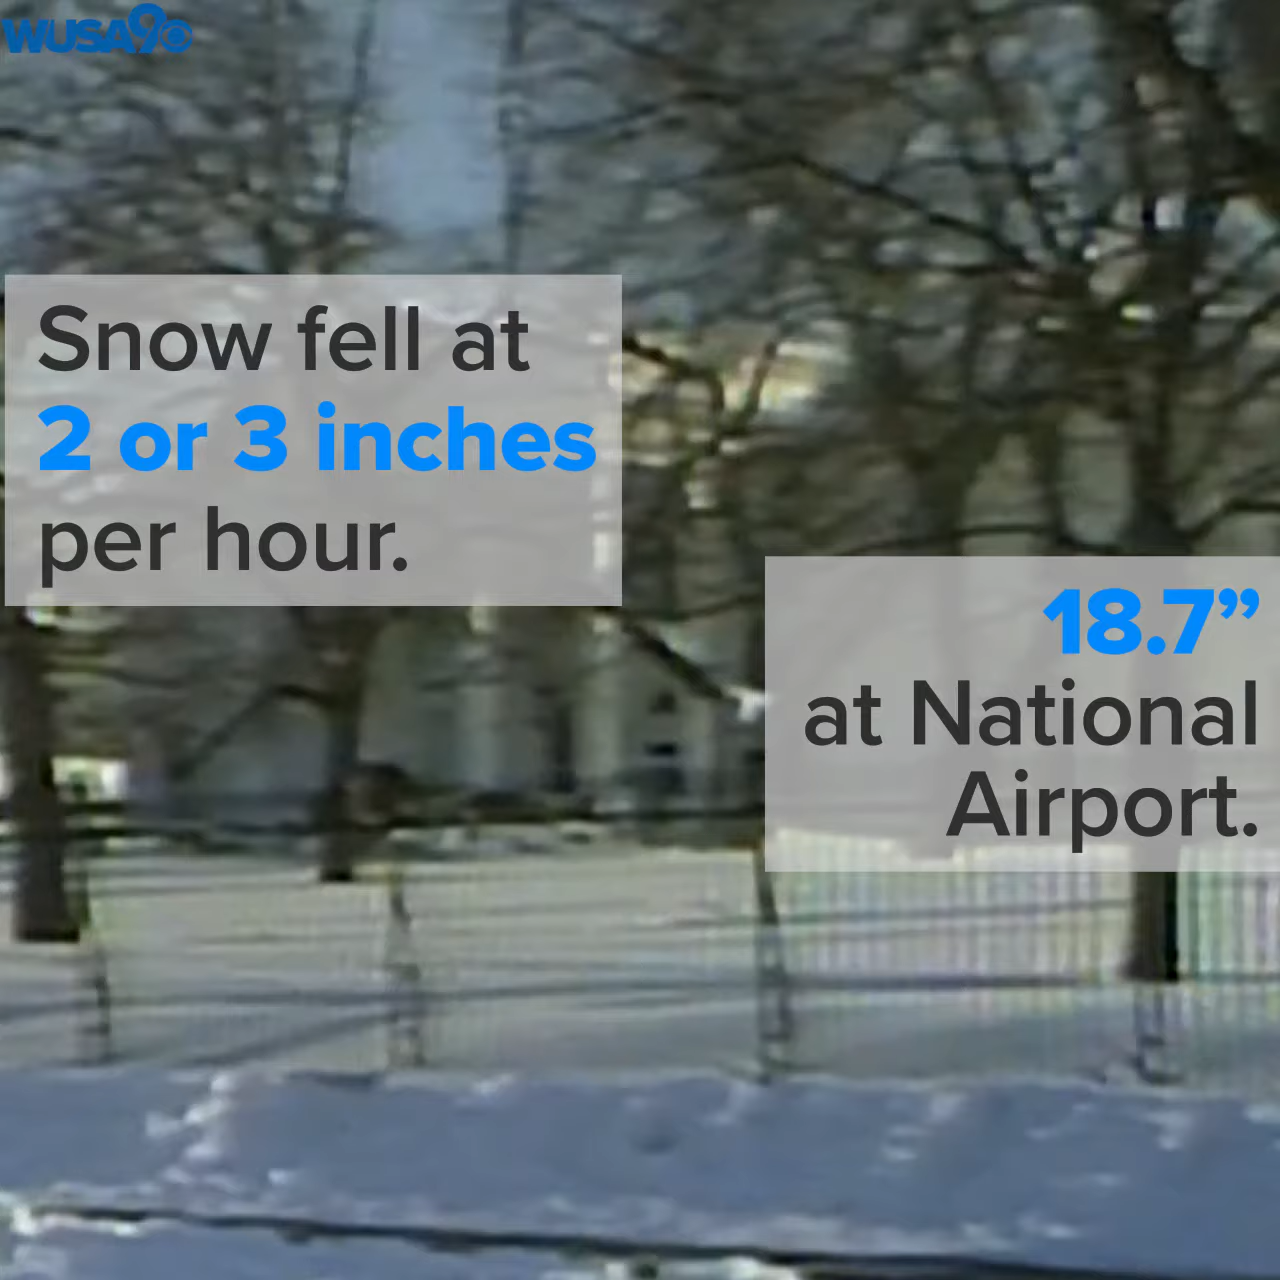 WUSA9
Snow fell at
2 or 3 inches
per hour.
18.7”
at National
Airport.